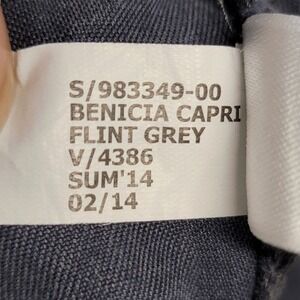 S/983349-00
BENICIA CAPRI
FLINT GREY
V/4386
SUM'14
02/14